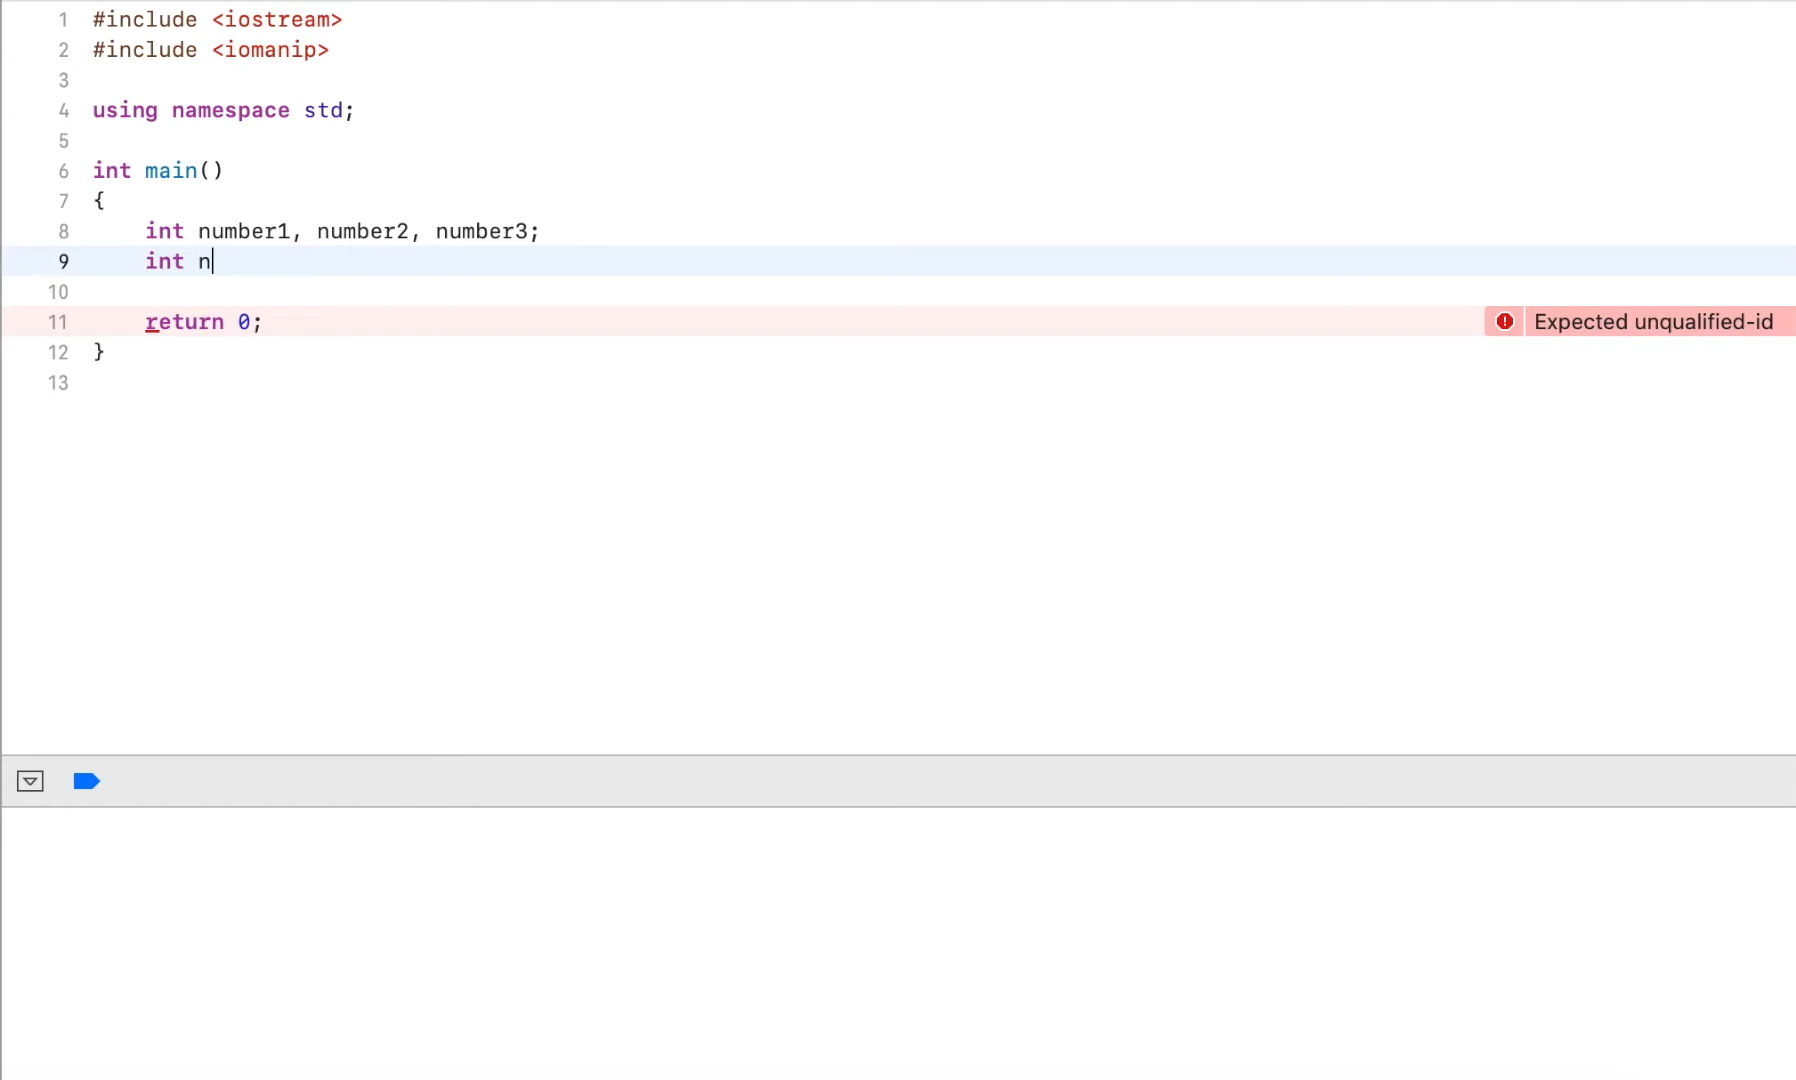 1 #include <iostream>
2 #include <iomanip>
3
4 using namespace std;
5
6 int main()
7 {
8     int number1, number2, number3;
9     int n
10
11     return 0; Expected unqualified-id
12 }
13